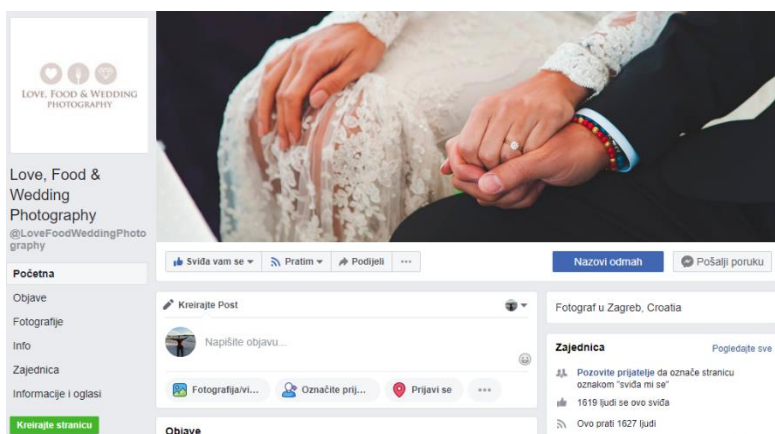 LOVE, FOOD & WEDDING
PHOTOGRAPHY
Love, Food &
Wedding
Photography
@LoveFoodWeddingPhoto
graphy
Početna
Objave
Fotografije
Info
Zajednica
Informacije i oglasi
Kreirajte stranicu
Sviđa vam se
Pratim
Podijeli
...
Nazovi odmah
Pošalji poruku
Kreirajte Post
Napišite objavu...
Fotografija/vi...
Označite prij...
Prijavi se
...
Objave
Fotograf u Zagreb, Croatia
Zajednica
Pogledajte sve
Pozovite prijatelje da označe stranicu
oznakom "sviđa mi se"
1619 ljudi se ovo sviđa
Ovo prati 1627 ljudi